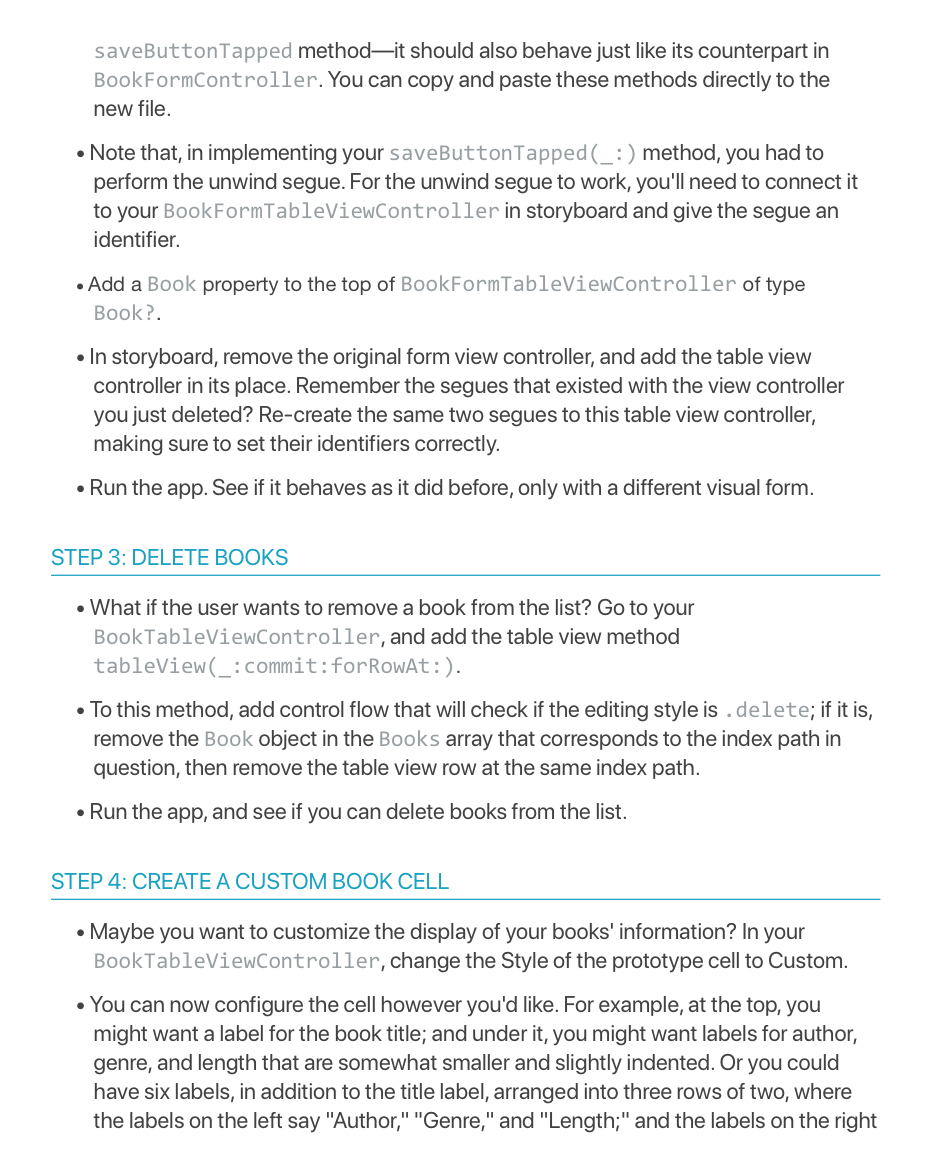 saveButtonTapped method—it should also behave just like its counterpart in
BookFormController. You can copy and paste these methods directly to the
new file.
• Note that, in implementing your saveButtonTapped(_:) method, you had to
perform the unwind segue. For the unwind segue to work, you'll need to connect it
to your BookFormTableViewController in storyboard and give the segue an
identifier.
• Add a Book property to the top of BookFormTableViewController of type
Book?.
• In storyboard, remove the original form view controller, and add the table view
controller in its place. Remember the segues that existed with the view controller
you just deleted? Re-create the same two segues to this table view controller,
making sure to set their identifiers correctly.
• Run the app. See if it behaves as it did before, only with a different visual form.
STEP 3: DELETE BOOKS
• What if the user wants to remove a book from the list? Go to your
BookTableViewController, and add the table view method
tableView(_:commit:forRowAt:).
• To this method, add control flow that will check if the editing style is .delete; if it is,
remove the Book object in the Books array that corresponds to the index path in
question, then remove the table view row at the same index path.
• Run the app, and see if you can delete books from the list.
STEP 4: CREATE A CUSTOM BOOK CELL
• Maybe you want to customize the display of your books' information? In your
BookTableViewController, change the Style of the prototype cell to Custom.
• You can now configure the cell however you'd like. For example, at the top, you
might want a label for the book title; and under it, you might want labels for author,
genre, and length that are somewhat smaller and slightly indented. Or you could
have six labels, in addition to the title label, arranged into three rows of two, where
the labels on the left say "Author," "Genre," and "Length;" and the labels on the right